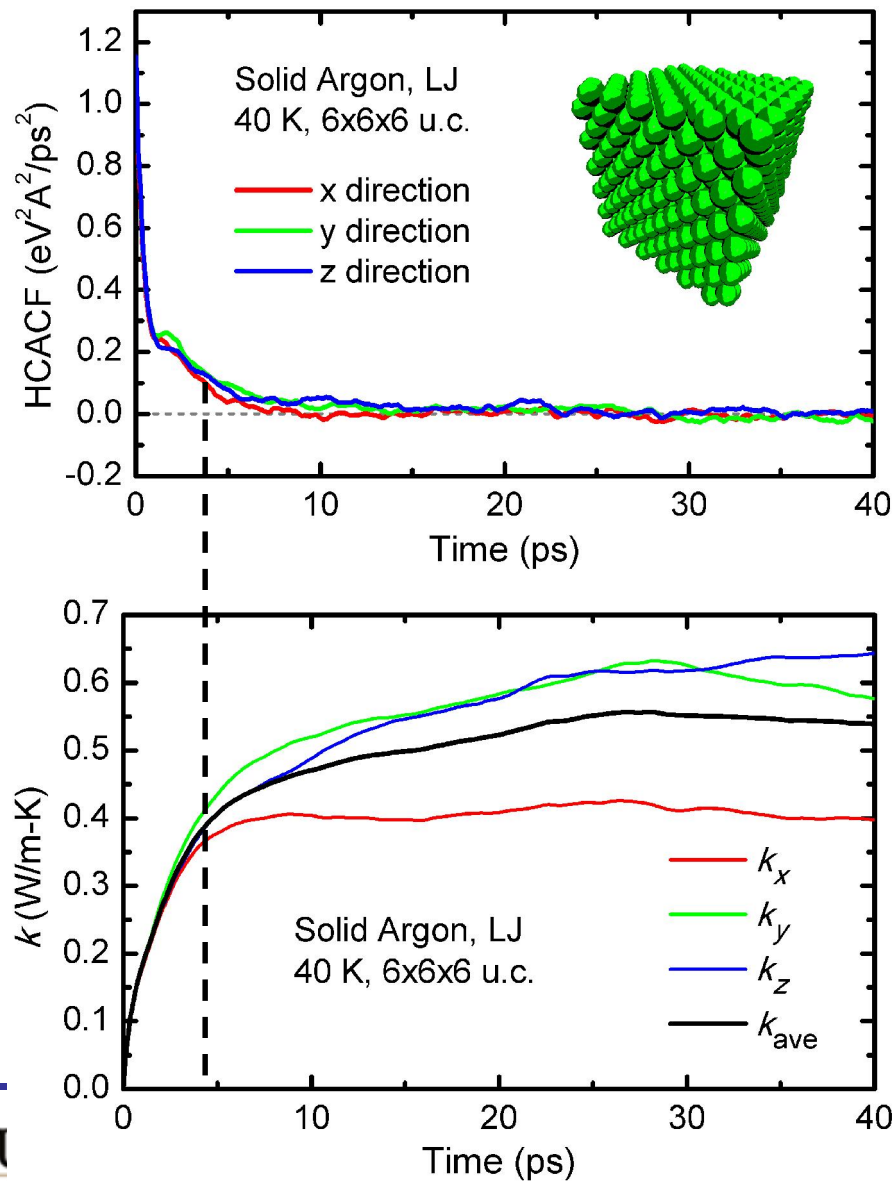 1.2
1.0
0.8
0.6
0.4
0.2
0.0
-0.2
HCACF (eV²A²/ps²)
Solid Argon, LJ
40 K, 6x6x6 u.c.
x direction
y direction
z direction
0 10 20 30 40
Time (ps)
0.7
0.6
0.5
0.4
0.3
0.2
0.1
0.0
k (W/m-K)
Solid Argon, LJ
40 K, 6x6x6 u.c.
kₓ
k_y
k_z
k_ave
0 10 20 30 40
Time (ps)